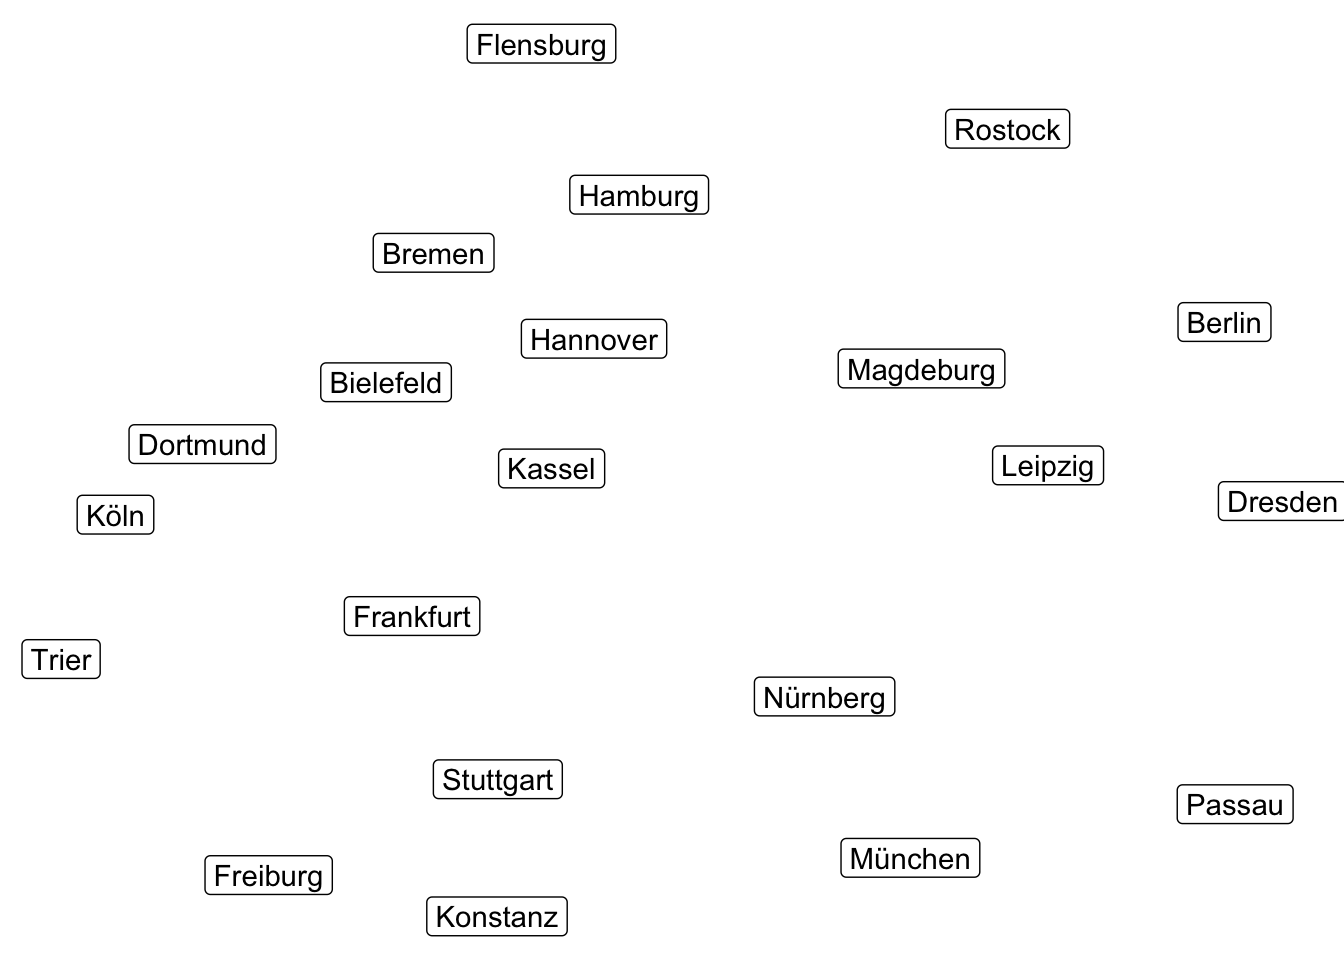 Flensburg
Rostock
Hamburg
Bremen
Berlin
Hannover
Magdeburg
Bielefeld
Dortmund
Leipzig
Kassel
Dresden
Köln
Frankfurt
Trier
Nürnberg
Stuttgart
Passau
München
Freiburg
Konstanz